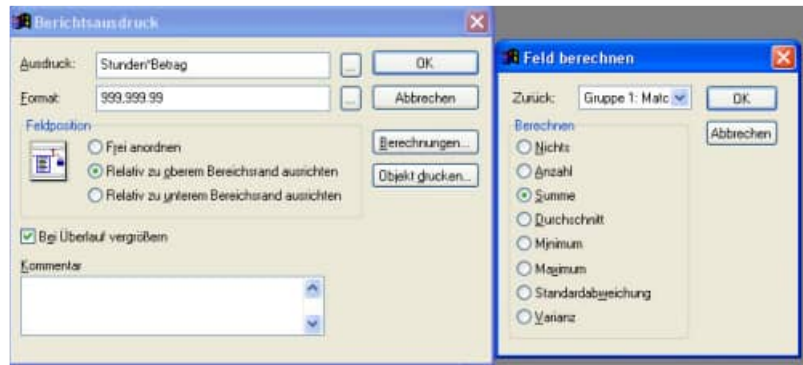 Berichtsausdruck
Ausdruck: Stunden*Betrag ... OK
Format: 999.999.99 ... Abbrechen
Feldposition
Frei anordnen
Relativ zu oberem Bereichsrand ausrichten
Relativ zu unterem Bereichsrand ausrichten
Berechnungen...
Objekt drucken...
Bei Überlauf vergrößern
Kommentar
Feld berechnen
Zurück: Gruppe 1: Matc OK
Abbrechen
Berechnen
Nichts
Anzahl
Summe
Durchschnitt
Minimum
Maximum
Standardabweichung
Varianz